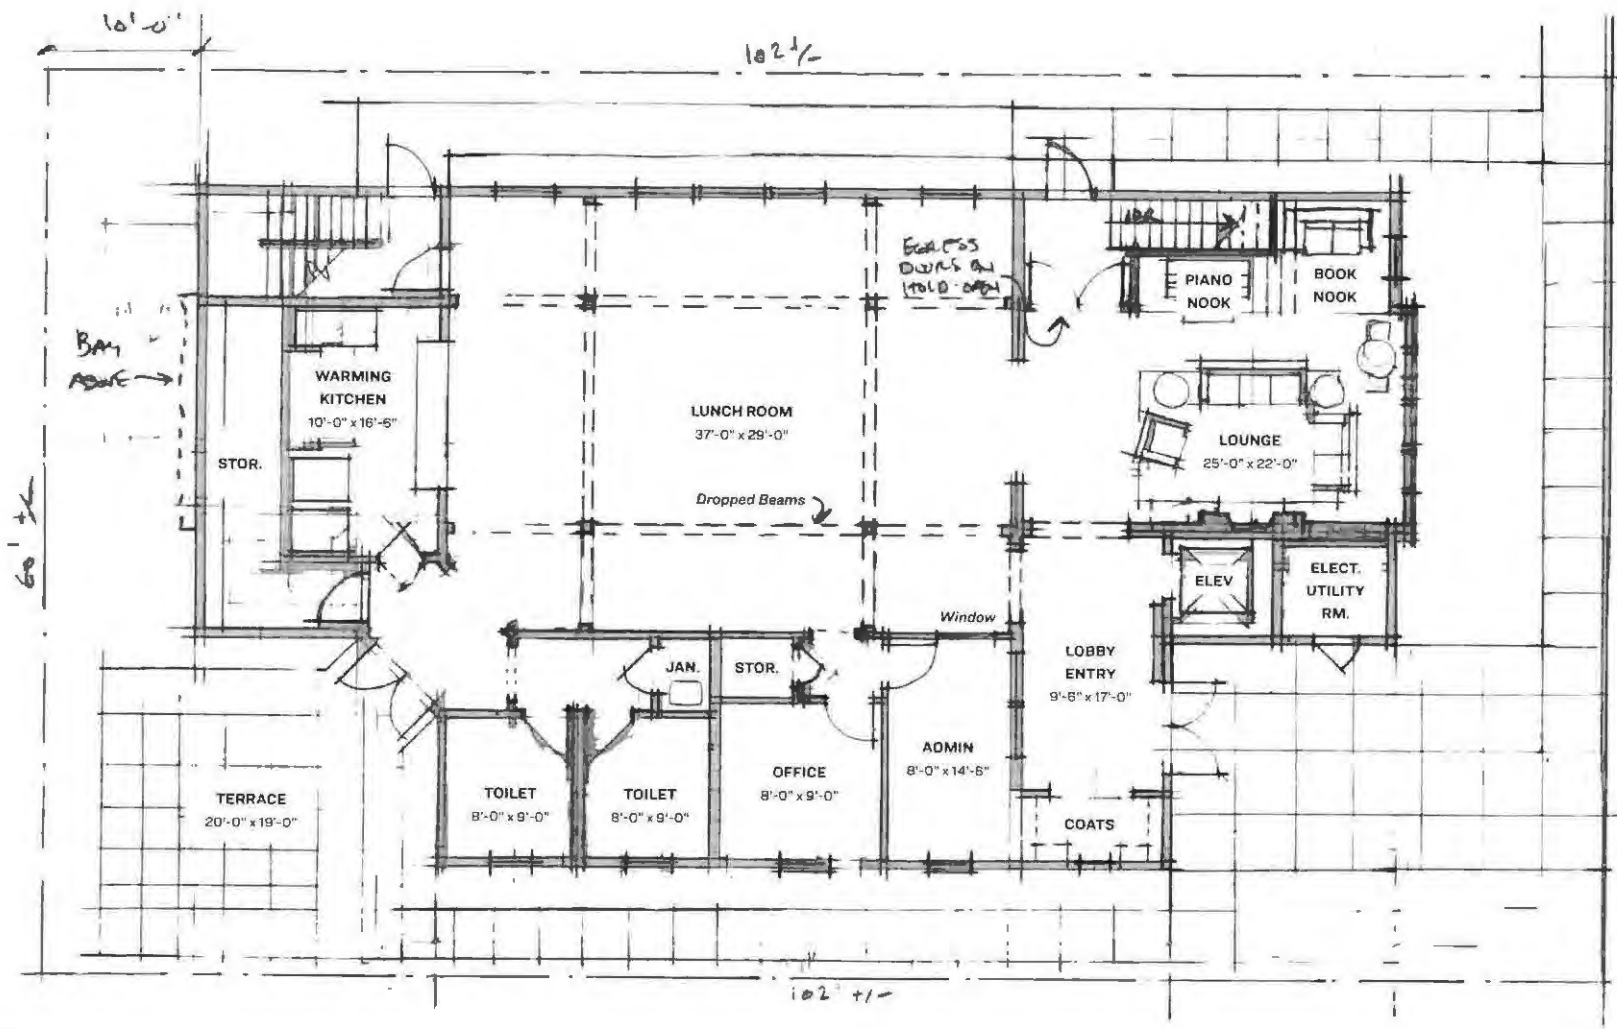 10'-0"
102' +/-
EGRESS
DOORS ON
HOLD-OPEN
PIANO
NOOK
BOOK
NOOK
BAY
ABOVE
WARMING
KITCHEN
10'-0" x 16'-6"
LUNCH ROOM
37'-0" x 29'-0"
LOUNGE
25'-0" x 22'-0"
STOR.
Dropped Beams
60' +/-
ELEV
ELECT.
UTILITY
RM.
Window
JAN.
STOR.
LOBBY
ENTRY
9'-6" x 17'-0"
ADMIN
8'-0" x 14'-6"
OFFICE
8'-0" x 9'-0"
TOILET
8'-0" x 9'-0"
TOILET
8'-0" x 9'-0"
TERRACE
20'-0" x 19'-0"
COATS
102' +/-